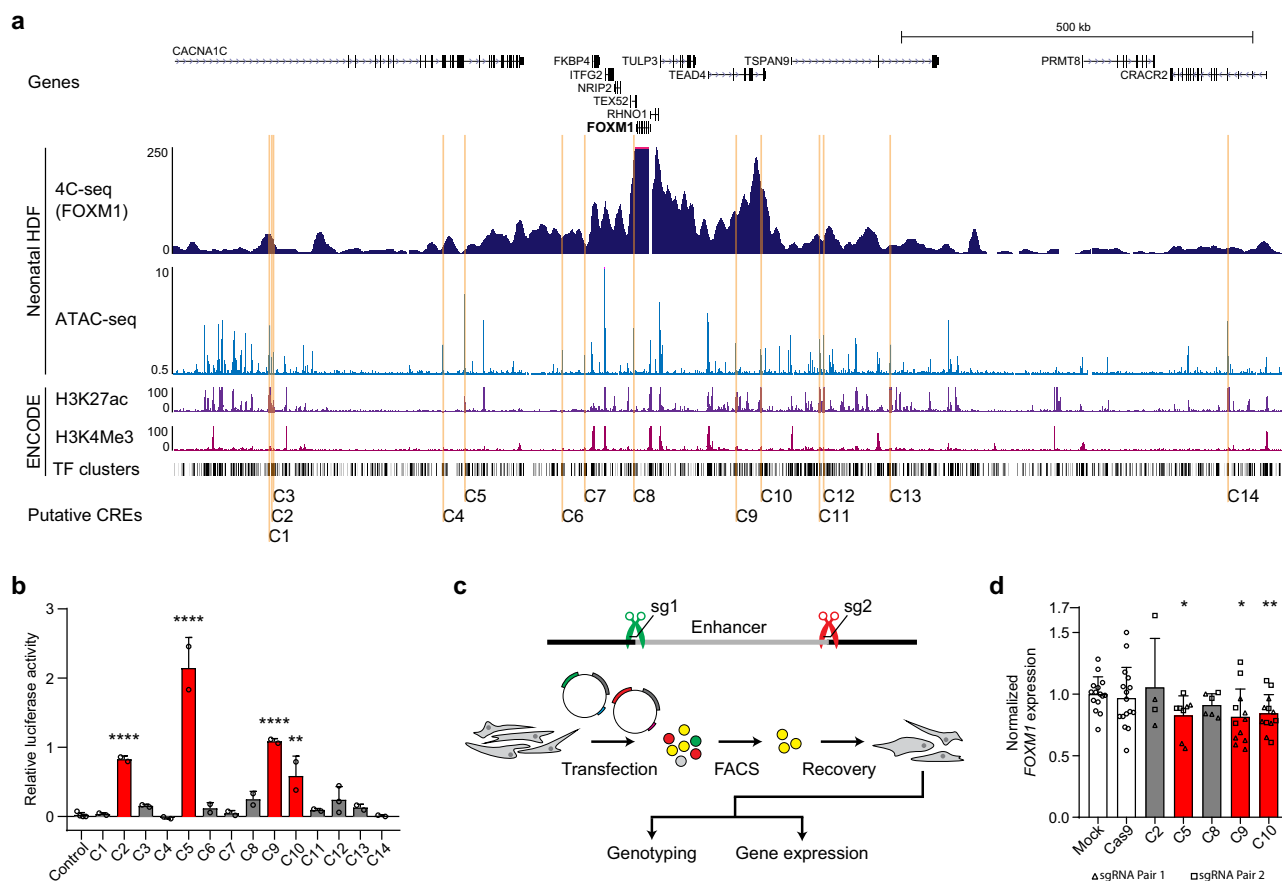 a
500 kb
CACNA1C
FKBP4
TULP3
TSPAN9
PRMT8
ITFG2
TEAD4
CRACR2
NRIP2
TEX52
RHNO1
FOXM1
Genes
Neonatal HDF
4C-seq
(FOXM1)
250
0
ATAC-seq
10
0.5
ENCODE
H3K27ac
100
0
H3K4Me3
100
0
TF clusters
Putative CREs
C3
C5
C7
C8
C10
C12
C13
C14
C2
C4
C6
C9
C11
C1
b
Relative luciferase activity
3
2
1
0
****
****
****
**
Control
C1
C2
C3
C4
C5
C6
C7
C8
C9
C10
C11
C12
C13
C14
c
sg1
sg2
Enhancer
Transfection
FACS
Recovery
Genotyping
Gene expression
d
Normalized
FOXM1 expression
1.7
1.5
1.0
0.5
0.0
*
*
**
Mock
Cas9
C2
C5
C8
C9
C10
sgRNA Pair 1
sgRNA Pair 2